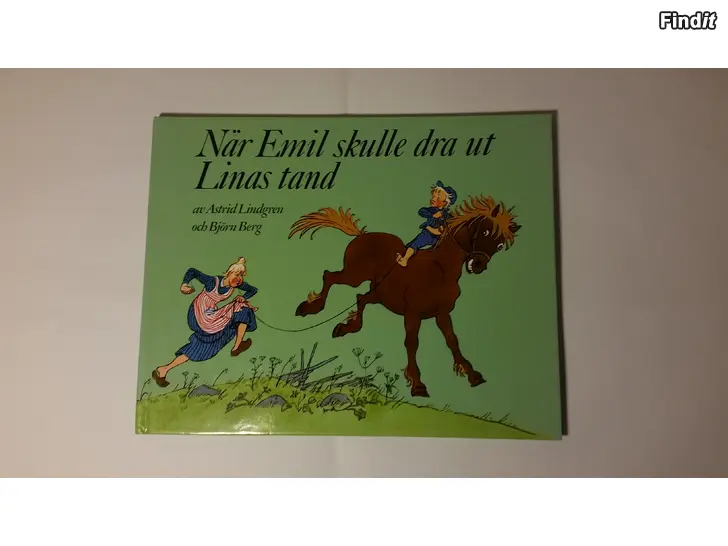 Findit
När Emil skulle dra ut
Linas tand
av Astrid Lindgren
och Björn Berg